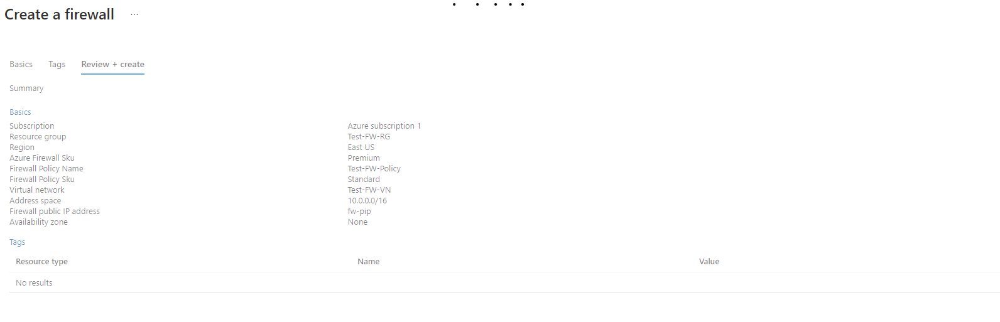 Create a firewall ...
Basics Tags Review + create
Summary
Basics
Subscription Azure subscription 1
Resource group Test-FW-RG
Region East US
Azure Firewall Sku Premium
Firewall Policy Name Test-FW-Policy
Firewall Policy Sku Standard
Virtual network Test-FW-VN
Address space 10.0.0.0/16
Firewall public IP address fw-pip
Availability zone None
Tags
Resource type Name Value
No results